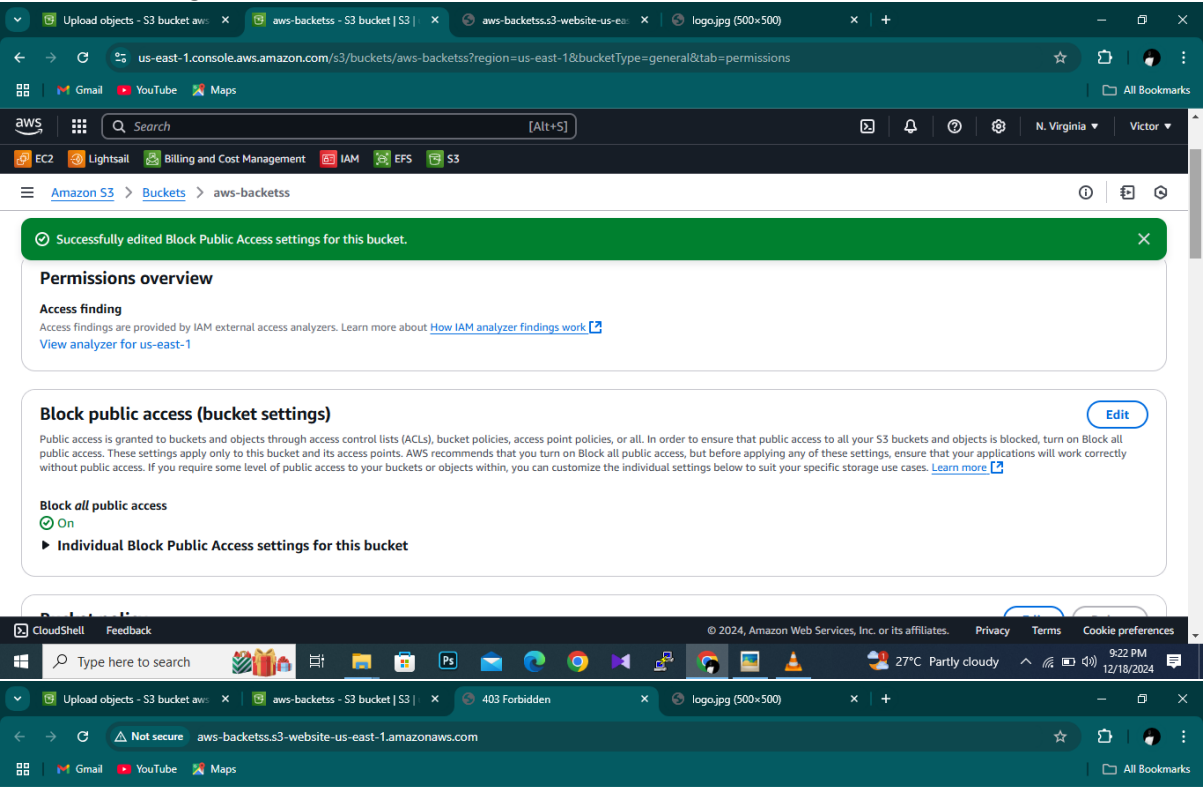 Upload objects - S3 bucket aws
aws-backetss - S3 bucket | S3 |
aws-backetss.s3-website-us-eas
logo.jpg (500×500)
us-east-1.console.aws.amazon.com/s3/buckets/aws-backetss?region=us-east-1&bucketType=general&tab=permissions
Gmail YouTube Maps All Bookmarks
aws Search [Alt+S] N. Virginia Victor
EC2 Lightsail Billing and Cost Management IAM EFS S3
Amazon S3 > Buckets > aws-backetss
Successfully edited Block Public Access settings for this bucket.
Permissions overview
Access finding
Access findings are provided by IAM external access analyzers. Learn more about How IAM analyzer findings work
View analyzer for us-east-1
Block public access (bucket settings) Edit
Public access is granted to buckets and objects through access control lists (ACLs), bucket policies, access point policies, or all. In order to ensure that public access to all your S3 buckets and objects is blocked, turn on Block all
public access. These settings apply only to this bucket and its access points. AWS recommends that you turn on Block all public access, but before applying any of these settings, ensure that your applications will work correctly
without public access. If you require some level of public access to your buckets or objects within, you can customize the individual settings below to suit your specific storage use cases. Learn more
Block all public access
On
Individual Block Public Access settings for this bucket
CloudShell Feedback © 2024, Amazon Web Services, Inc. or its affiliates. Privacy Terms Cookie preferences
Type here to search Ps 27°C Partly cloudy 9:22 PM
12/18/2024
Upload objects - S3 bucket aws
aws-backetss - S3 bucket | S3 |
403 Forbidden
logo.jpg (500×500)
Not secure aws-backetss.s3-website-us-east-1.amazonaws.com
Gmail YouTube Maps All Bookmarks